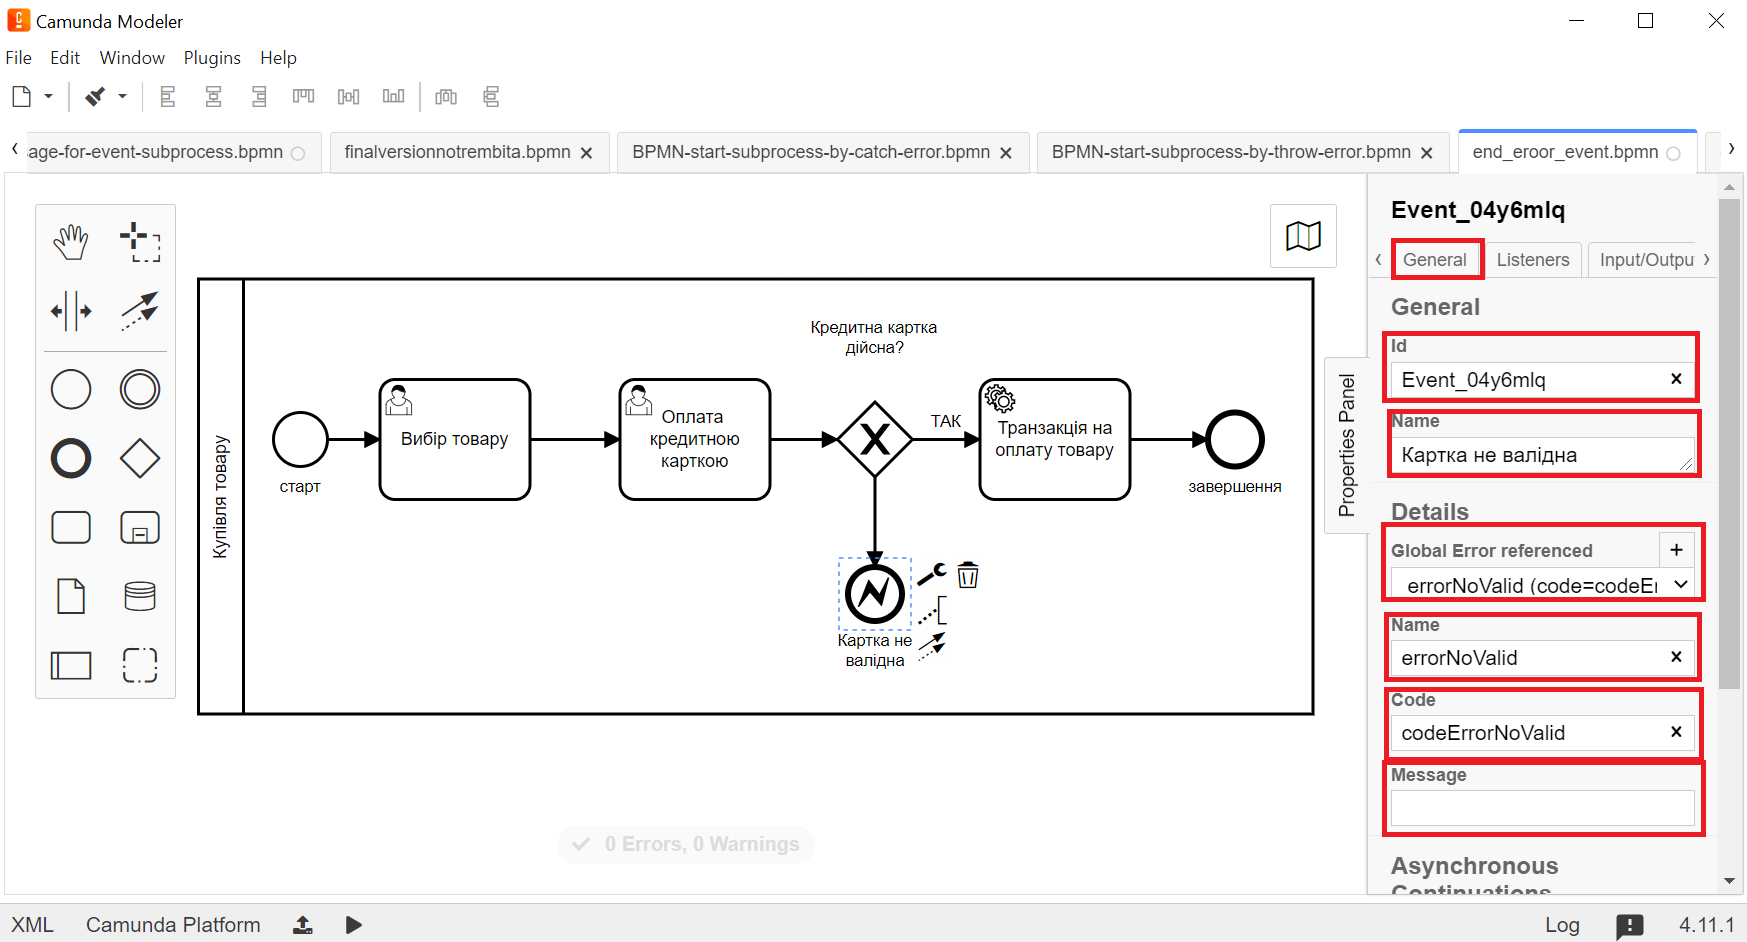 Camunda Modeler
File Edit Window Plugins Help
age-for-event-subprocess.bpmn
finalversionnotrembita.bpmn
BPMN-start-subprocess-by-catch-error.bpmn
BPMN-start-subprocess-by-throw-error.bpmn
end_eroor_event.bpmn
Купівля товару
старт
Вибір товару
Оплата
кредитною
карткою
Кредитна картка
дійсна?
ТАК
Транзакція на
оплату товару
завершення
Картка не
валідна
0 Errors, 0 Warnings
Properties Panel
Event_04y6mlq
General Listeners Input/Outpu
General
Id
Event_04y6mlq
Name
Картка не валідна
Details
Global Error referenced
+
errorNoValid (code=codeEr
Name
errorNoValid
Code
codeErrorNoValid
Message
Asynchronous
Continuations
XML Camunda Platform
Log 4.11.1